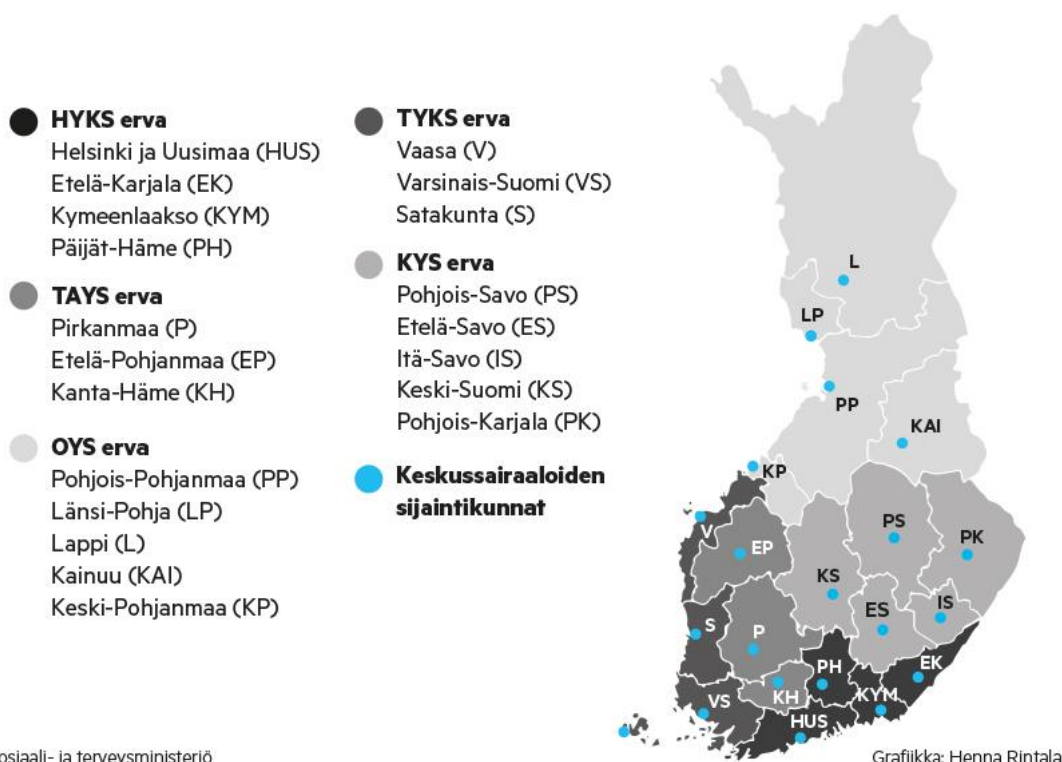 HYKS erva
Helsinki ja Uusimaa (HUS)
Etelä-Karjala (EK)
Kymeenlaakso (KYM)
Päijät-Häme (PH)
TAYS erva
Pirkanmaa (P)
Etelä-Pohjanmaa (EP)
Kanta-Häme (KH)
OYS erva
Pohjois-Pohjanmaa (PP)
Länsi-Pohja (LP)
Lappi (L)
Kainuu (KAI)
Keski-Pohjanmaa (KP)
TYKS erva
Vaasa (V)
Varsinais-Suomi (VS)
Satakunta (S)
KYS erva
Pohjois-Savo (PS)
Etelä-Savo (ES)
Itä-Savo (IS)
Keski-Suomi (KS)
Pohjois-Karjala (PK)
Keskussairaaloiden
sijaintikunnat
L
LP
PP
KAI
KP
V
EP
PS
PK
KS
ES
IS
S
P
PH
EK
KH
KYM
VS
HUS
ja terveysministeriö
Grafiikka: Henna Rintala